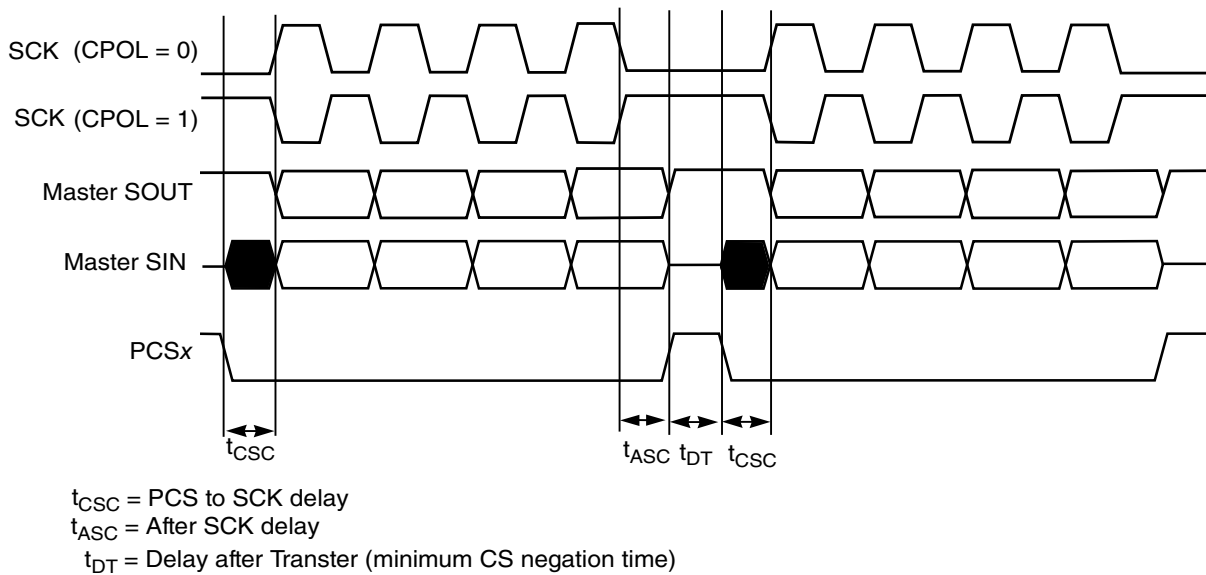 SCK (CPOL = 0)
SCK (CPOL = 1)
Master SOUT
Master SIN
PCSx
tCSC
tASC
tDT
tCSC
tCSC = PCS to SCK delay
tASC = After SCK delay
tDT = Delay after Transter (minimum CS negation time)